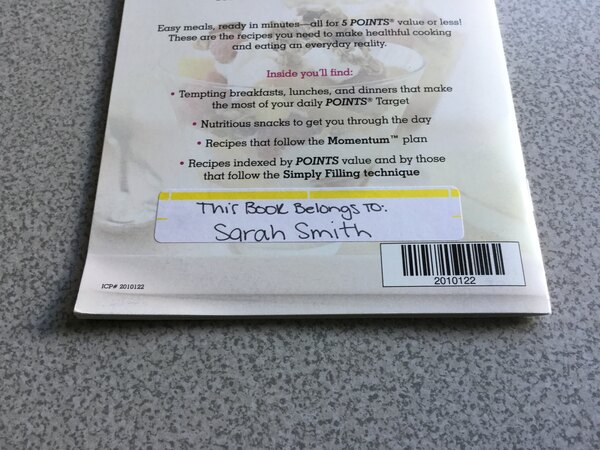 Easy meals, ready in minutes—all for 5 POINTS® value or less!
These are the recipes you need to make healthful cooking
and eating an everyday reality.
Inside you'll find:
• Tempting breakfasts, lunches, and dinners that make
the most of your daily POINTS® Target
• Nutritious snacks to get you through the day
• Recipes that follow the Momentum™ plan
• Recipes indexed by POINTS value and by those
that follow the Simply Filling technique
This Book Belongs To:
Sarah Smith
2010122
ICP# 2010122